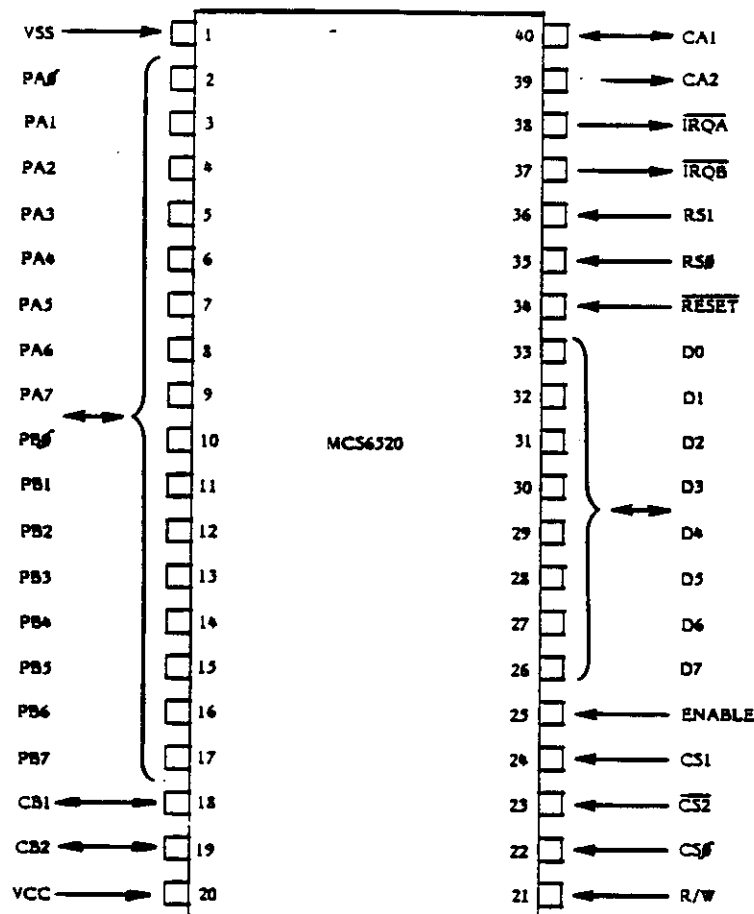 VSS 1 40 CA1
PA0 2 39 CA2
PA1 3 38 IRQA
PA2 4 37 IRQB
PA3 5 36 RS1
PA4 6 35 RS0
PA5 7 34 RESET
PA6 8 33 D0
PA7 9 32 D1
PB0 10 MCS6520 31 D2
PB1 11 30 D3
PB2 12 29 D4
PB3 13 28 D5
PB4 14 27 D6
PB5 15 26 D7
PB6 16 25 ENABLE
PB7 17 24 CS1
CB1 18 23 CS2
CB2 19 22 CS0
VCC 20 21 R/W